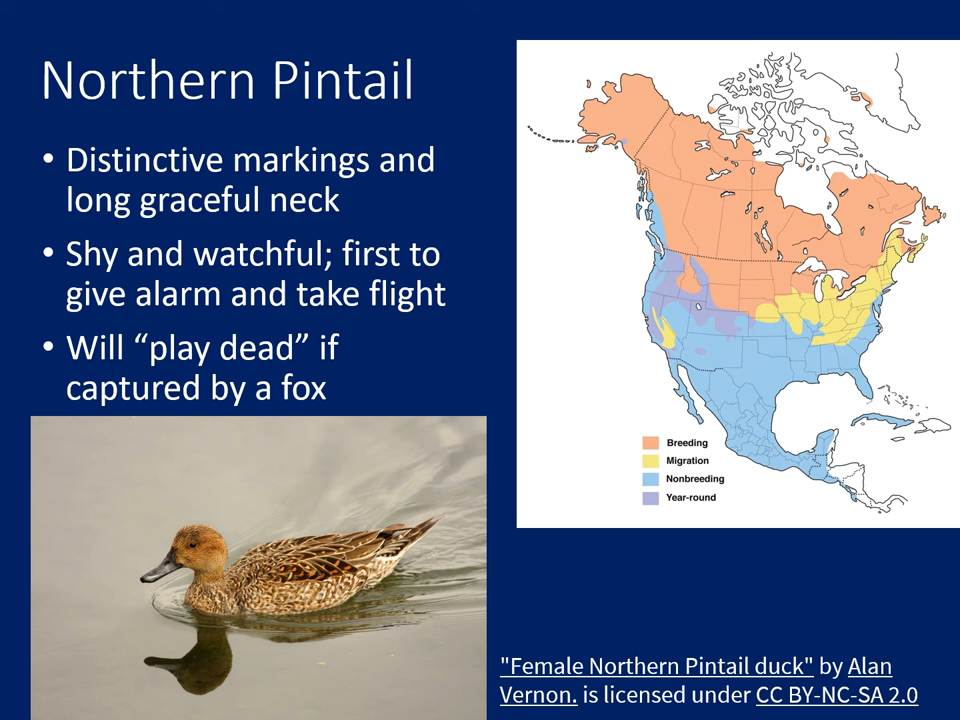 Northern Pintail
• Distinctive markings and
long graceful neck
• Shy and watchful; first to
give alarm and take flight
• Will “play dead” if
captured by a fox
Breeding
Migration
Nonbreeding
Year-round
"Female Northern Pintail duck" by Alan
Vernon. is licensed under CC BY-NC-SA 2.0